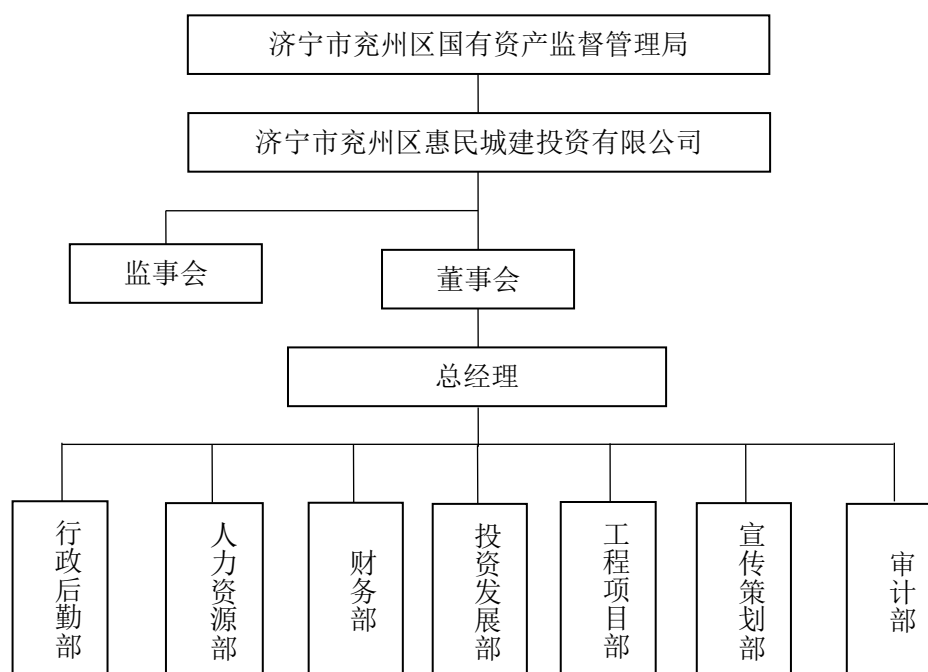 济宁市兖州区国有资产监督管理局
济宁市兖州区惠民城建投资有限公司
监事会
董事会
总经理
行政后勤部
人力资源部
财务部
投资发展部
工程项目部
宣传策划部
审计部